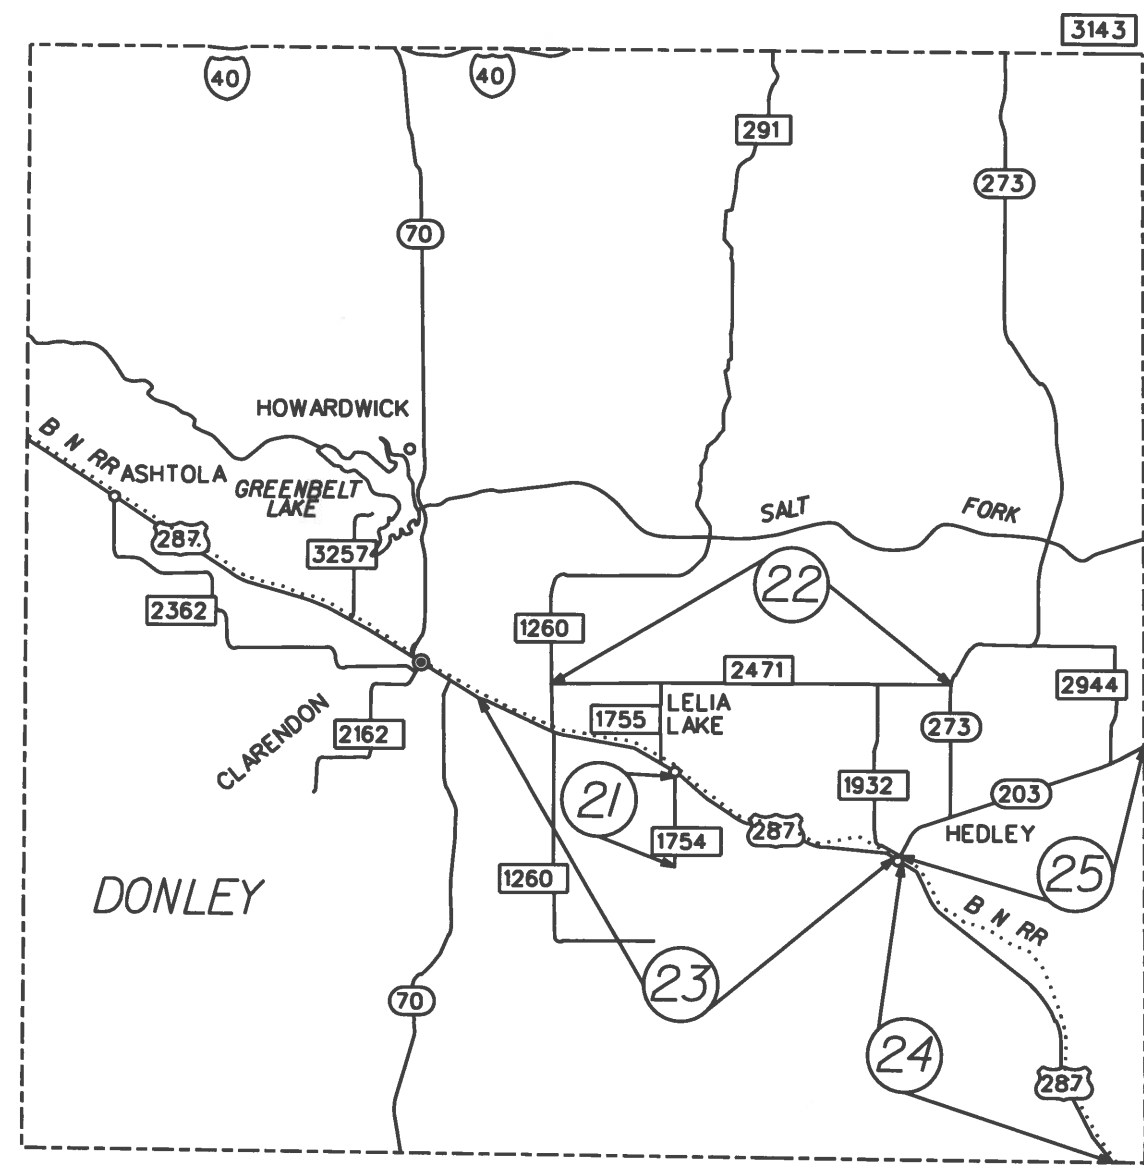 3143
40
40
291
273
70
HOWARDWICK
B N RR
ASHTOLA
GREENBELT
LAKE
SALT
FORK
287
3257
22
2362
1260
2471
2944
LELIA
LAKE
1755
273
CLARENDON
2162
21
1932
203
287
HEDLEY
1754
1260
25
DONLEY
B N RR
23
70
24
287